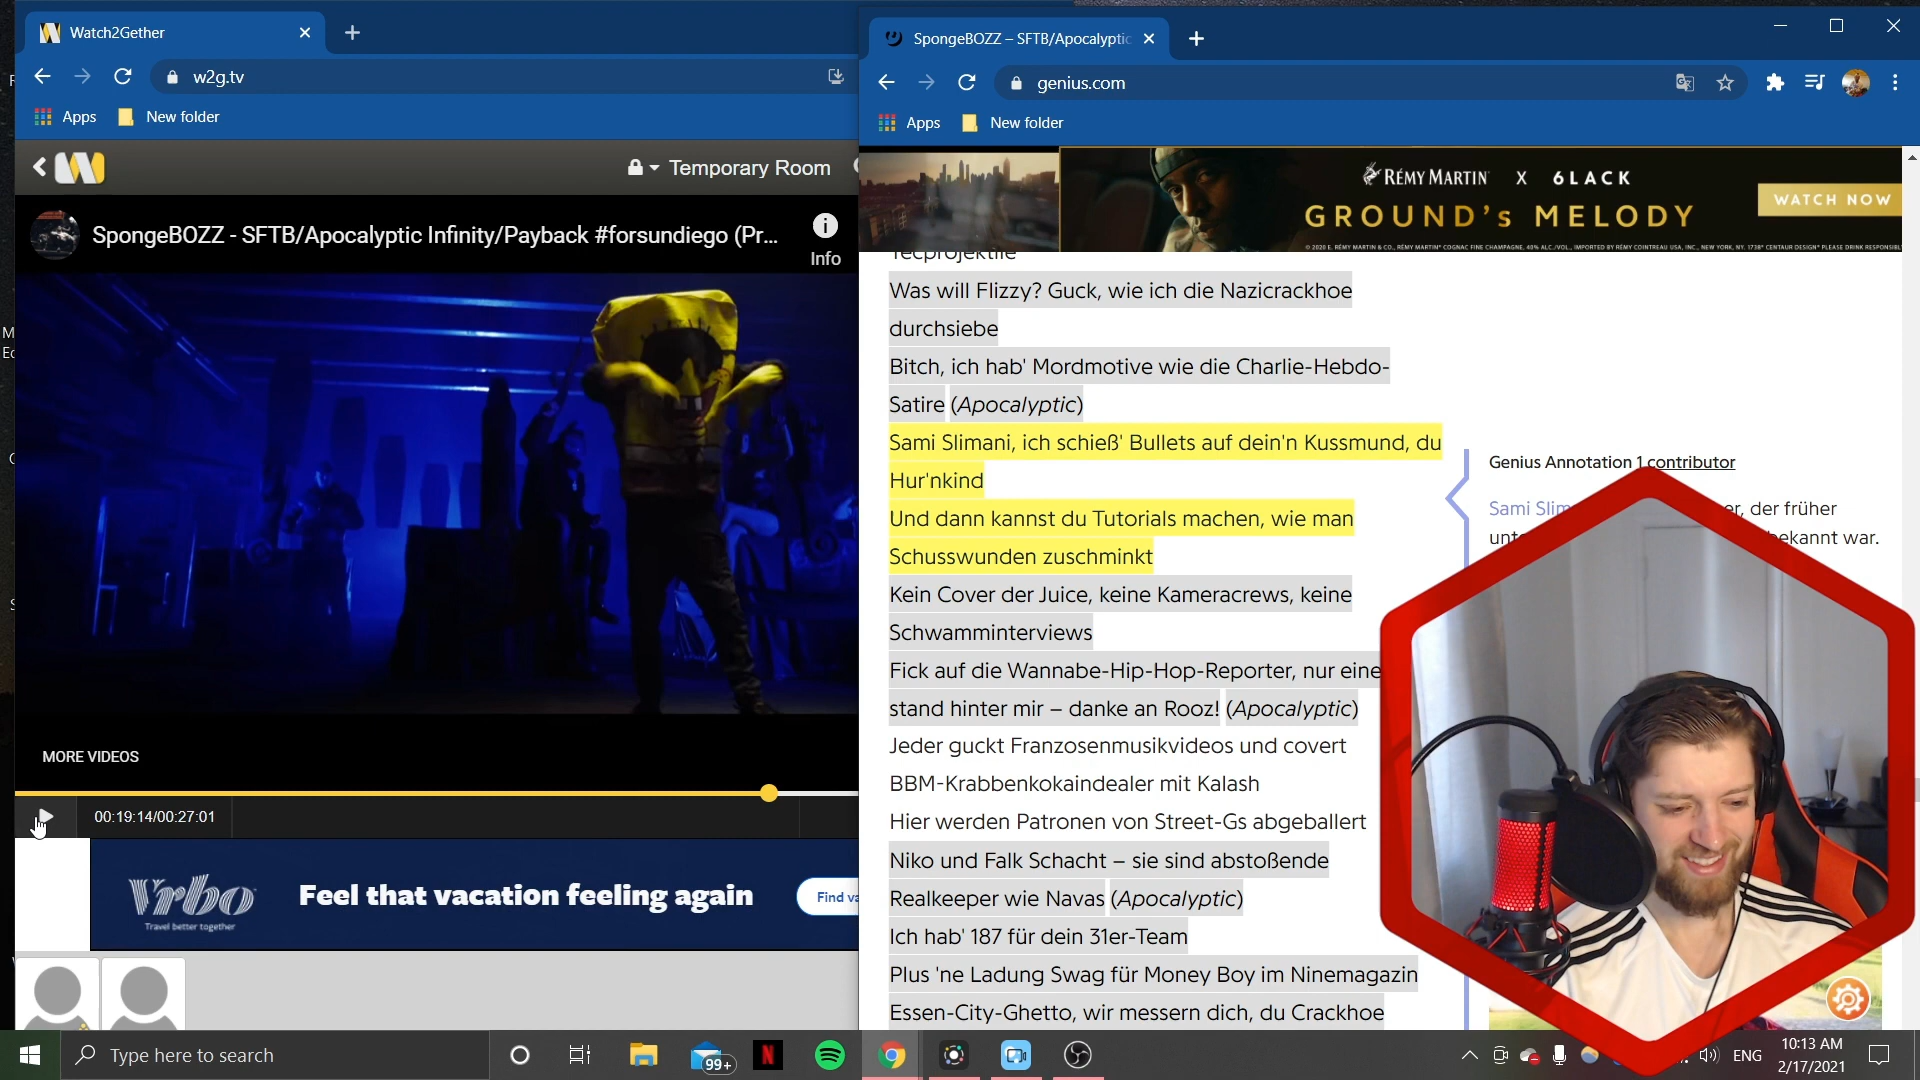 Watch2Gether
w2g.tv
Apps
New folder
Temporary Room
SpongeBOZZ - SFTB/Apocalyptic Infinity/Payback #forsundiego (Pr...
Info
MORE VIDEOS
00:19:14/00:27:01
Vrbo
Travel better together
Feel that vacation feeling again
Find va
SpongeBOZZ – SFTB/Apocalyptic
genius.com
Apps
New folder
RÉMY MARTIN X 6LACK
GROUND's MELODY
WATCH NOW
Tecprojektile
Was will Flizzy? Guck, wie ich die Nazicrackhoe
durchsiebe
Bitch, ich hab' Mordmotive wie die Charlie-Hebdo-
Satire (Apocalyptic)
Sami Slimani, ich schieß' Bullets auf dein'n Kussmund, du
Hur'nkind
Und dann kannst du Tutorials machen, wie man
Schusswunden zuschminkt
Kein Cover der Juice, keine Kameracrews, keine
Schwamminterviews
Fick auf die Wannabe-Hip-Hop-Reporter, nur eine
stand hinter mir – danke an Rooz! (Apocalyptic)
Jeder guckt Franzosenmusikvideos und covert
BBM-Krabbenkokaindealer mit Kalash
Hier werden Patronen von Street-Gs abgeballert
Niko und Falk Schacht – sie sind abstoßende
Realkeeper wie Navas (Apocalyptic)
Ich hab' 187 für dein 31er-Team
Plus 'ne Ladung Swag für Money Boy im Ninemagazin
Essen-City-Ghetto, wir messern dich, du Crackhoe
Genius Annotation 1 contributor
Sami Slim er, der früher
unt bekannt war.
Type here to search
99+
ENG
10:13 AM
2/17/2021